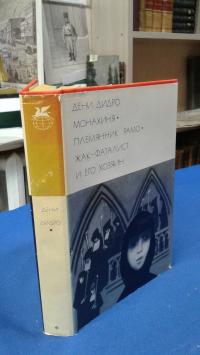 ДЕНИ ДИДРО
МОНАХИНЯ •
ПЛЕМЯННИК РАМО •
ЖАК-ФАТАЛИСТ
И ЕГО ХОЗЯИН
ДЕНИ
ДИДРО